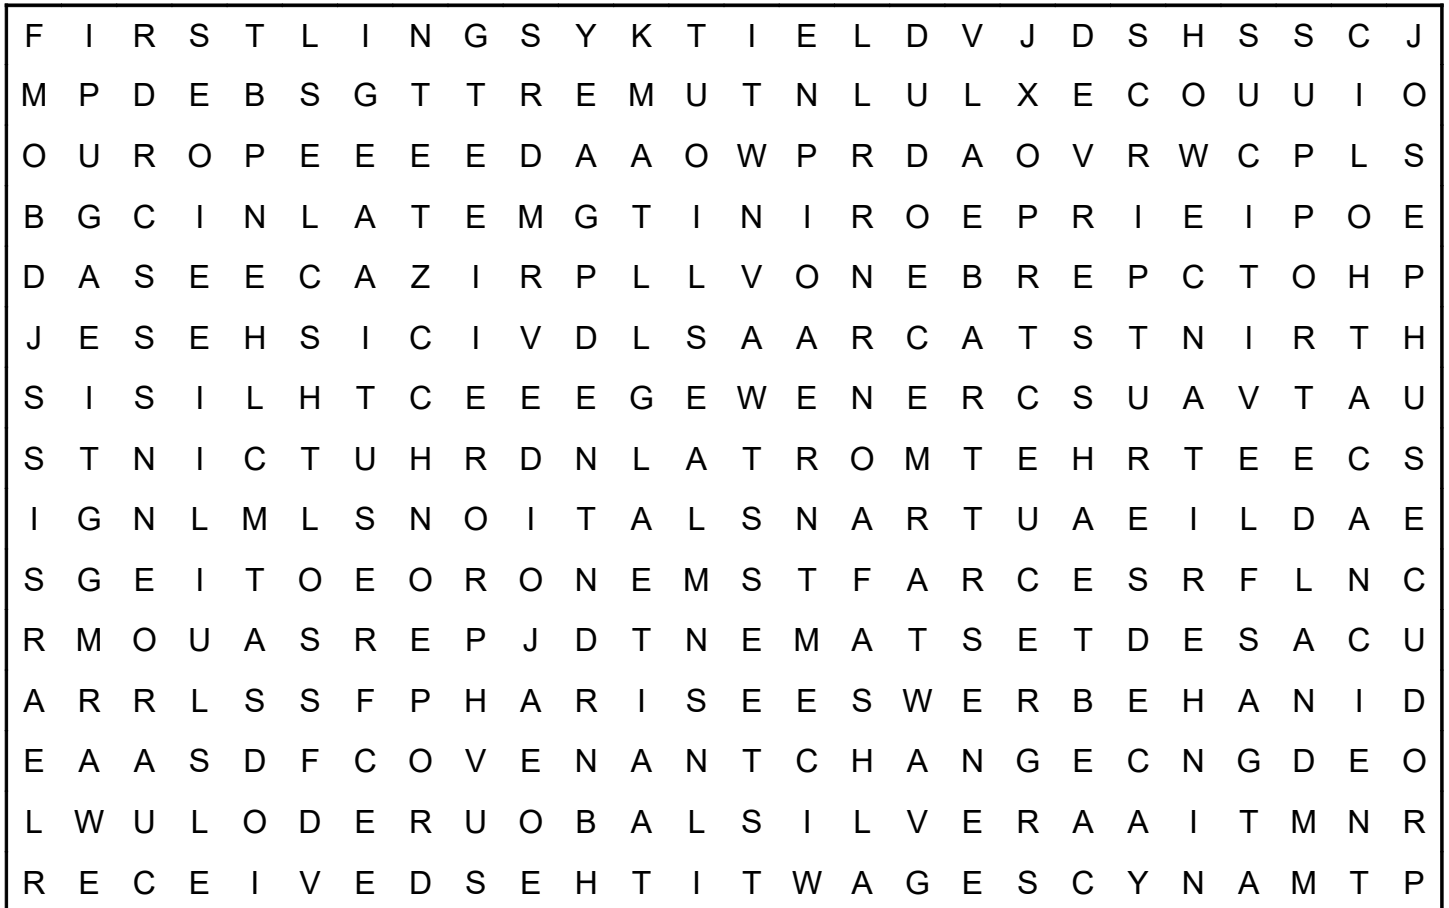 F I R S T L I N G S Y K T I E L D V J D S H S S C J
M P D E B S G T T R E M U T N L U L X E C O U U I O
O U R O P E E E E D A A O W P R D A O V R W C P L S
B G C I N L A T E M G T I N I R O E P R I E I P O E
D A S E E C A Z I R P L L V O N E B R E P C T O H P
J E S E H S I C I V D L S A A R C A T S T N I R T H
S I S I L H T C E E E G E W E N E R C S U A V T A U
S T N I C T U H R D N L A T R O M T E H R T E E C S
I G N L M L S N O I T A L S N A R T U A E I L D A E
S G E I T O E O R O N E M S T F A R C E S R F L N C
R M O U A S R E P J D T N E M A T S E T D E S A C U
A R R L S S F P H A R I S E E S W E R B E H A N I D
E A A S D F C O V E N A N T C H A N G E C N G D E O
L W U L O D E R U O B A L S I L V E R A A I T M N R
R E C E I V E D S E H T I T W A G E S C Y N A M T P